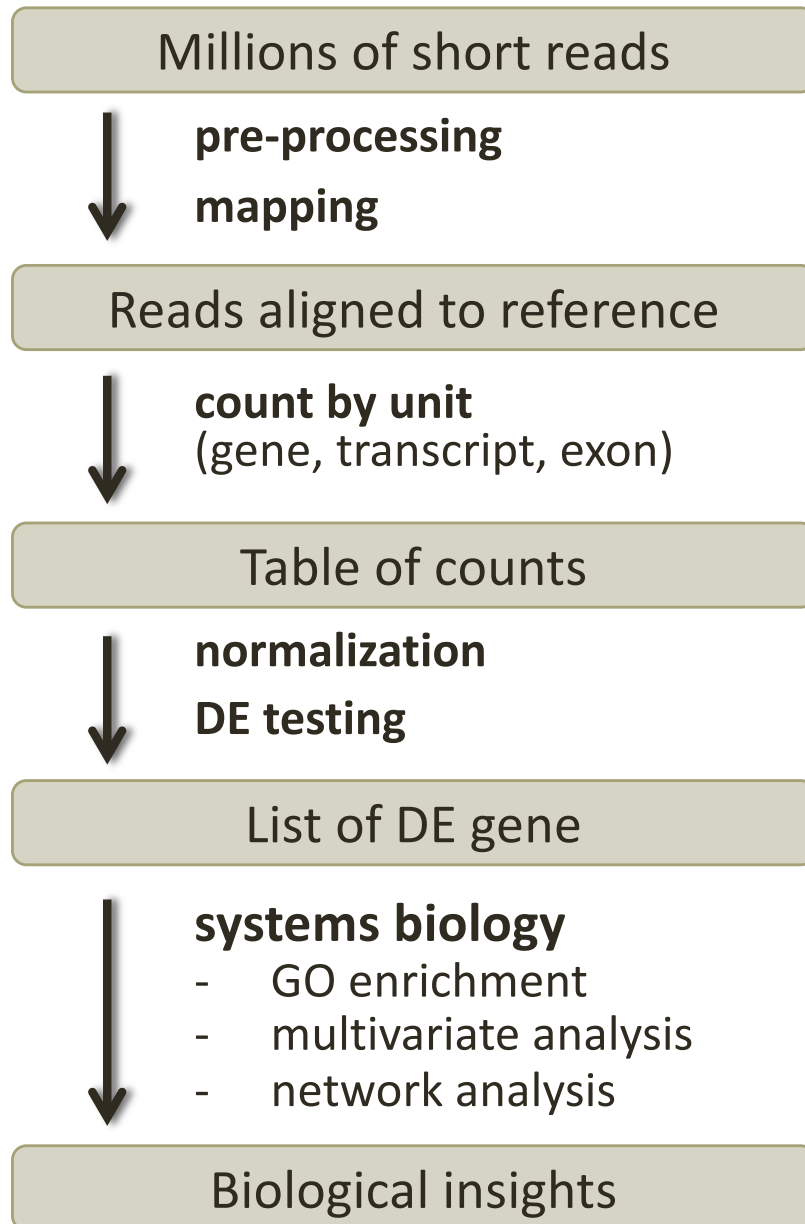 Millions of short reads
pre-processing
mapping
Reads aligned to reference
count by unit
(gene, transcript, exon)
Table of counts
normalization
DE testing
List of DE gene
systems biology
- GO enrichment
- multivariate analysis
- network analysis
Biological insights